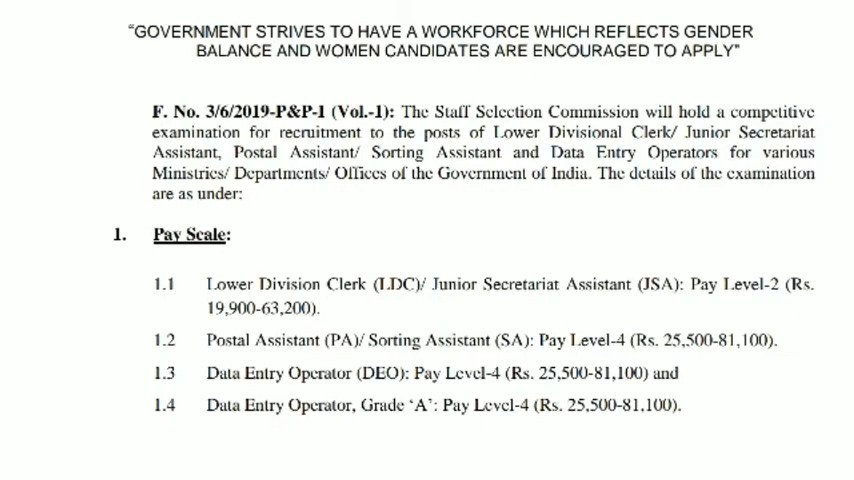 “GOVERNMENT STRIVES TO HAVE A WORKFORCE WHICH REFLECTS GENDER
BALANCE AND WOMEN CANDIDATES ARE ENCOURAGED TO APPLY”
F. No. 3/6/2019-P&P-1 (Vol.-1): The Staff Selection Commission will hold a competitive
examination for recruitment to the posts of Lower Divisional Clerk/ Junior Secretariat
Assistant, Postal Assistant/ Sorting Assistant and Data Entry Operators for various
Ministries/ Departments/ Offices of the Government of India. The details of the examination
are as under:
1. Pay Scale:
1.1 Lower Division Clerk (LDC)/ Junior Secretariat Assistant (JSA): Pay Level-2 (Rs.
19,900-63,200).
1.2 Postal Assistant (PA)/ Sorting Assistant (SA): Pay Level-4 (Rs. 25,500-81,100).
1.3 Data Entry Operator (DEO): Pay Level-4 (Rs. 25,500-81,100) and
1.4 Data Entry Operator, Grade ‘A’: Pay Level-4 (Rs. 25,500-81,100).